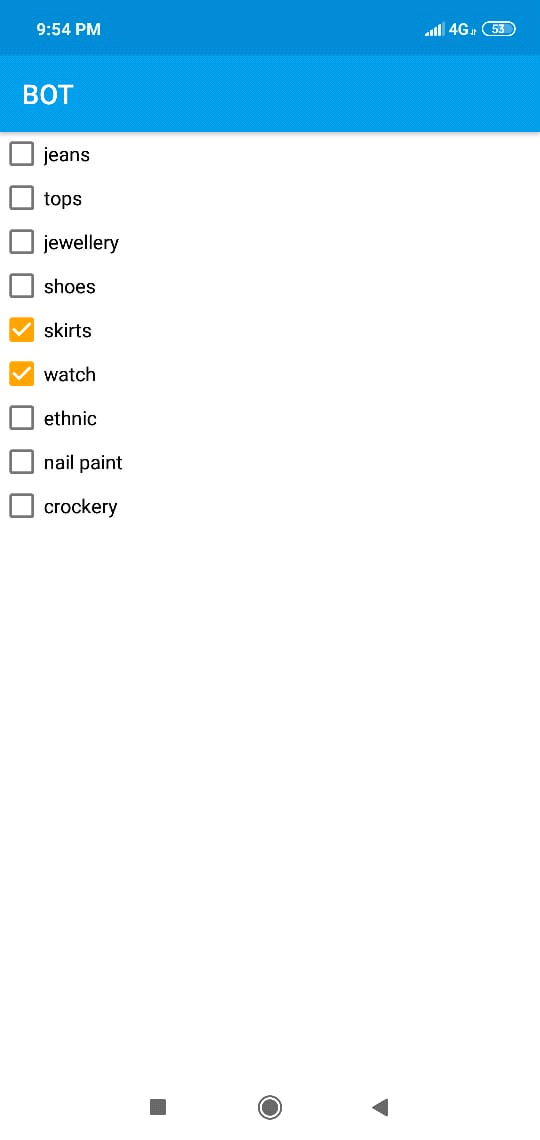 9:54 PM 4G 53
BOT
jeans
tops
jewellery
shoes
skirts
watch
ethnic
nail paint
crockery